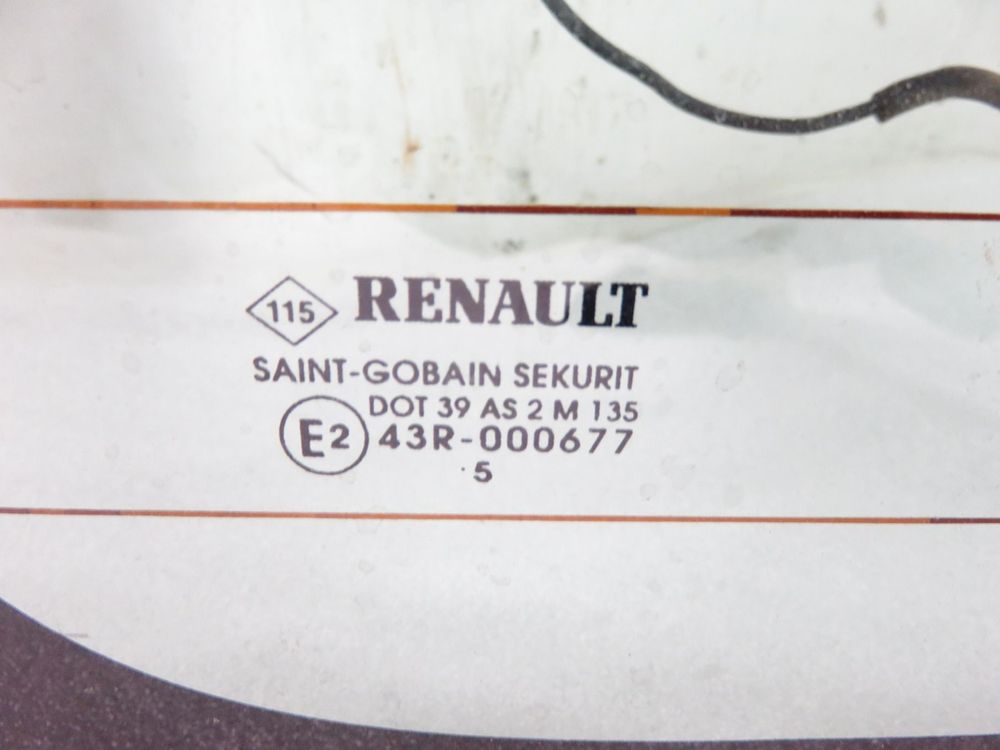 115 RENAULT
SAINT-GOBAIN SEKURIT
DOT 39 AS 2 M 135
E2 43R-000677
. 5